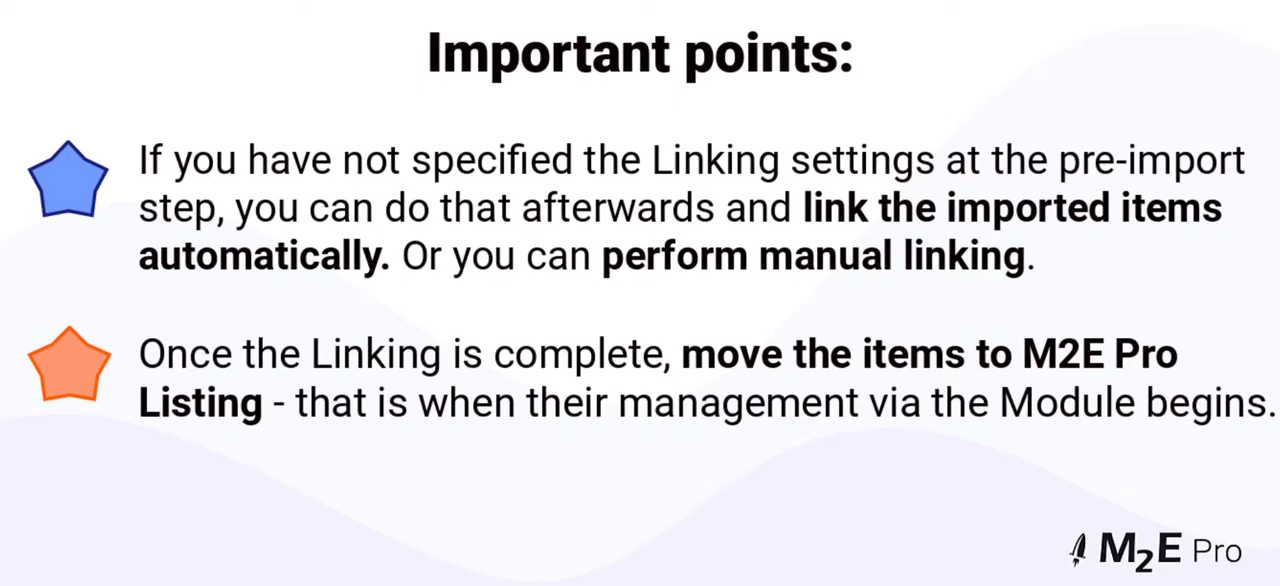 Important points:
If you have not specified the Linking settings at the pre-import
step, you can do that afterwards and link the imported items
automatically. Or you can perform manual linking.
Once the Linking is complete, move the items to M2E Pro
Listing - that is when their management via the Module begins.
M2E Pro